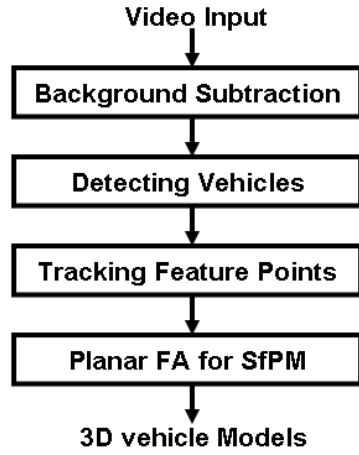 Video Input
Background Subtraction
Detecting Vehicles
Tracking Feature Points
Planar FA for SfPM
3D vehicle Models